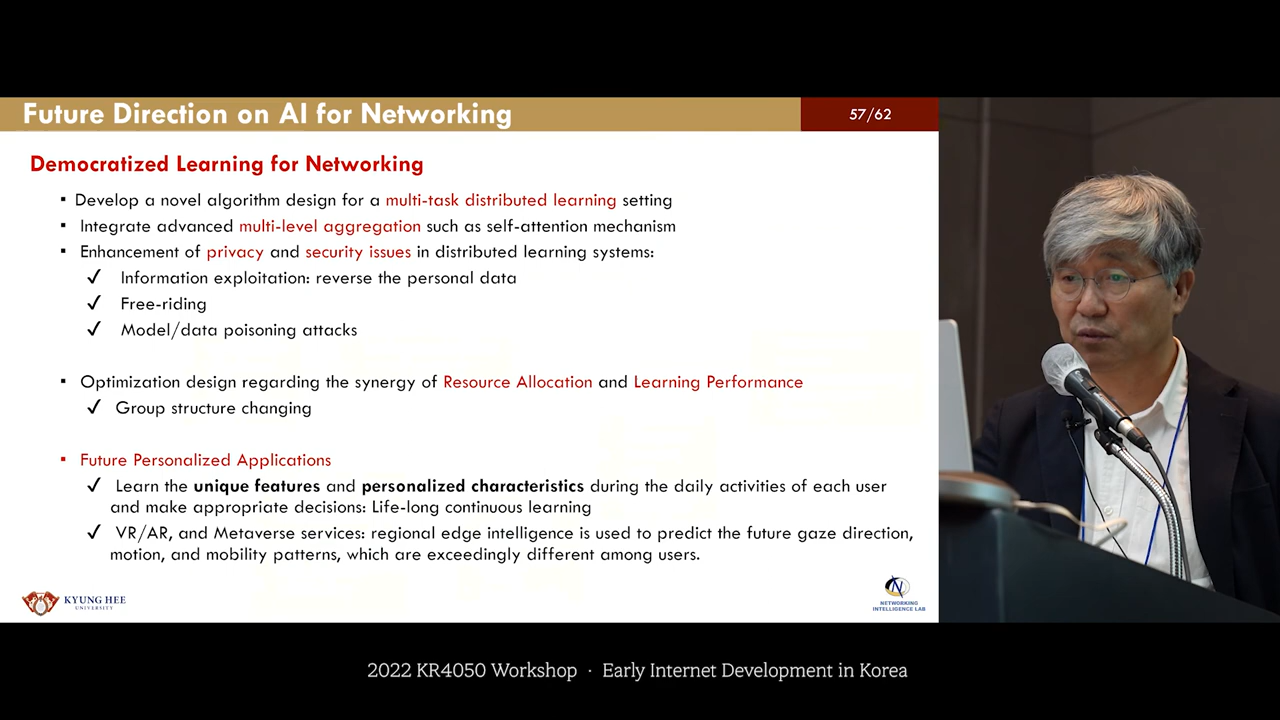 Future Direction on AI for Networking
57/62
Democratized Learning for Networking
▪ Develop a novel algorithm design for a multi-task distributed learning setting
▪ Integrate advanced multi-level aggregation such as self-attention mechanism
▪ Enhancement of privacy and security issues in distributed learning systems:
✓ Information exploitation: reverse the personal data
✓ Free-riding
✓ Model/data poisoning attacks
▪ Optimization design regarding the synergy of Resource Allocation and Learning Performance
✓ Group structure changing
▪ Future Personalized Applications
✓ Learn the unique features and personalized characteristics during the daily activities of each user
and make appropriate decisions: Life-long continuous learning
✓ VR/AR, and Metaverse services: regional edge intelligence is used to predict the future gaze direction,
motion, and mobility patterns, which are exceedingly different among users.
KYUNG HEE
UNIVERSITY
N
NETWORKING
INTELLIGENCE LAB
2022 KR4050 Workshop · Early Internet Development in Korea